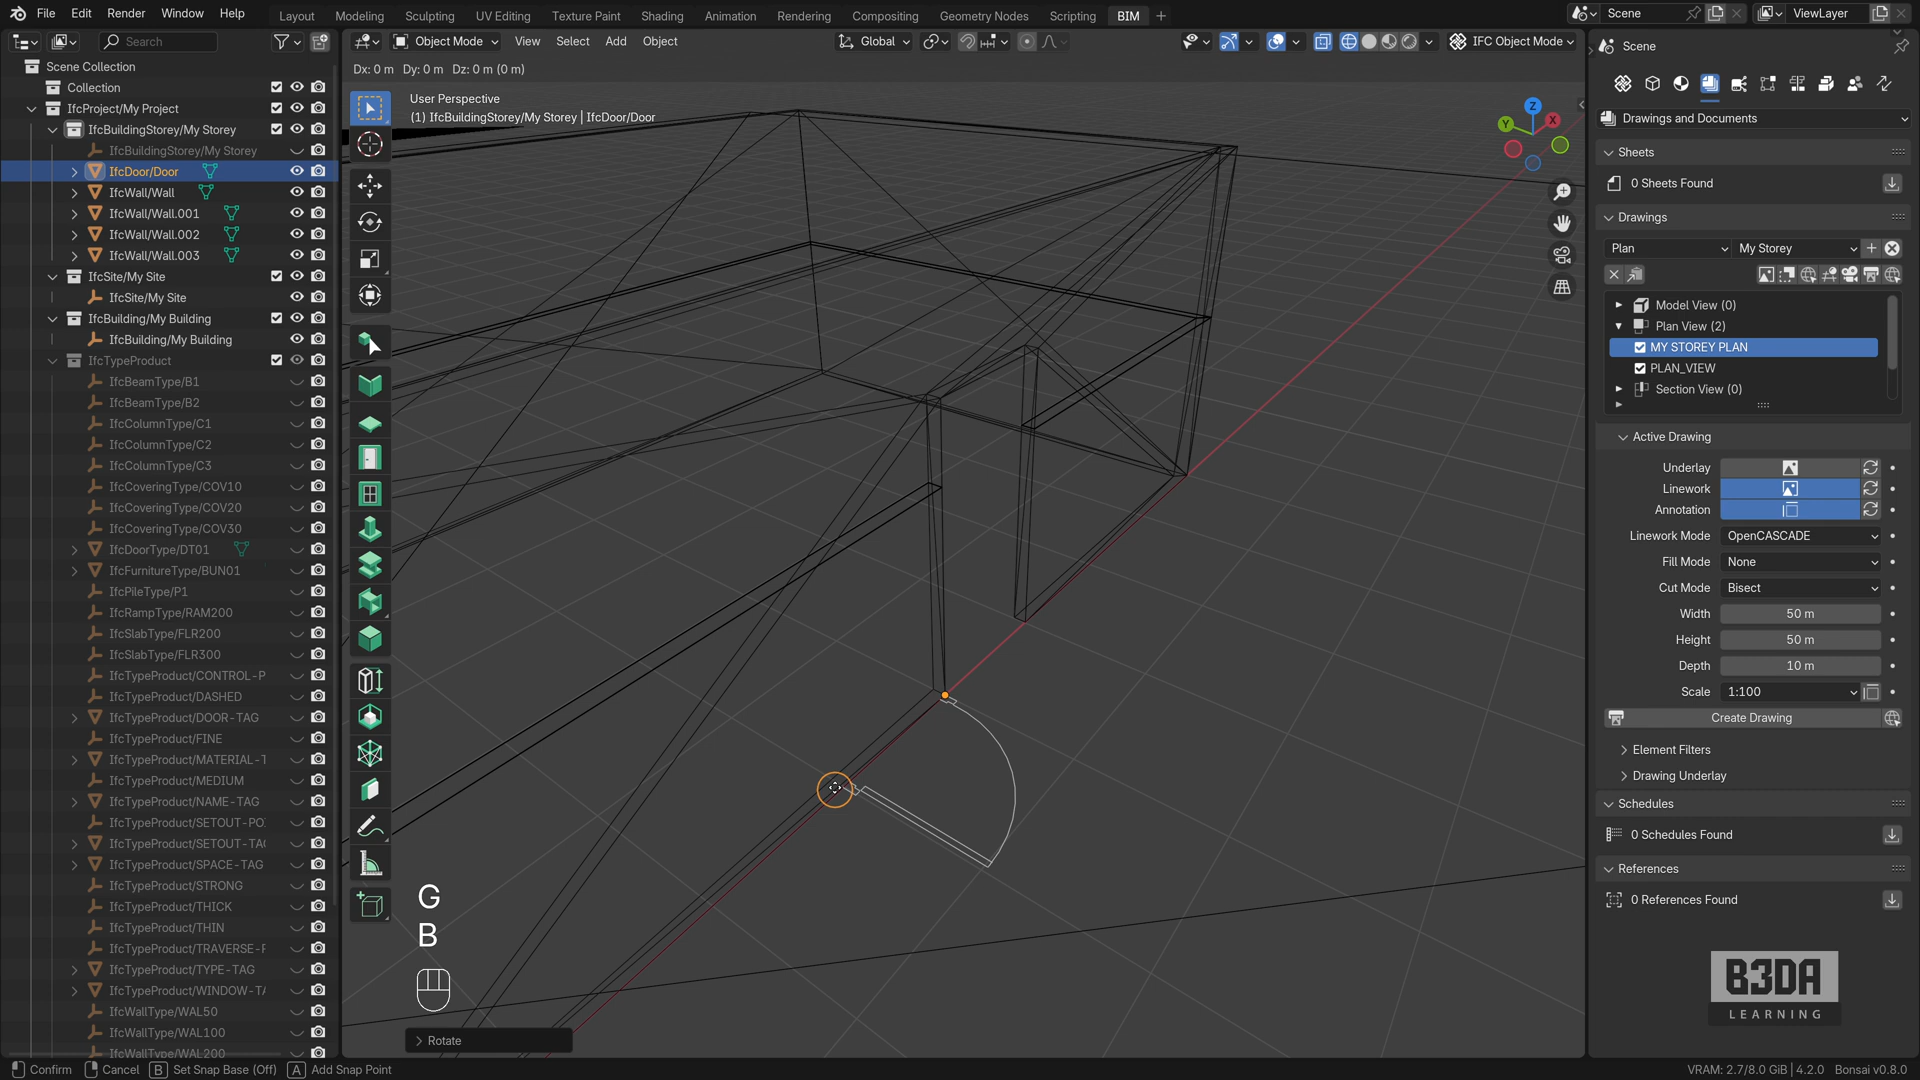 File Edit Render Window Help
Layout Modeling Sculpting UV Editing Texture Paint Shading Animation Rendering Compositing Geometry Nodes Scripting BIM +
Scene
ViewLayer
Search
Object Mode View Select Add Object
Global
IFC Object Mode
Dx: 0 m Dy: 0 m Dz: 0 m (0 m)
Scene Collection
Collection
IfcProject/My Project
IfcBuildingStorey/My Storey
IfcBuildingStorey/My Storey
IfcDoor/Door
IfcWall/Wall
IfcWall/Wall.001
IfcWall/Wall.002
IfcWall/Wall.003
IfcSite/My Site
IfcSite/My Site
IfcBuilding/My Building
IfcBuilding/My Building
IfcTypeProduct
IfcBeamType/B1
IfcBeamType/B2
IfcColumnType/C1
IfcColumnType/C2
IfcColumnType/C3
IfcCoveringType/COV10
IfcCoveringType/COV20
IfcCoveringType/COV30
IfcDoorType/DT01
IfcFurnitureType/BUN01
IfcPileType/P1
IfcRampType/RAM200
IfcSlabType/FLR200
IfcSlabType/FLR300
IfcTypeProduct/CONTROL-P
IfcTypeProduct/DASHED
IfcTypeProduct/DOOR-TAG
IfcTypeProduct/FINE
IfcTypeProduct/MATERIAL-T
IfcTypeProduct/MEDIUM
IfcTypeProduct/NAME-TAG
IfcTypeProduct/SETOUT-PO
IfcTypeProduct/SETOUT-TA
IfcTypeProduct/SPACE-TAG
IfcTypeProduct/STRONG
IfcTypeProduct/THICK
IfcTypeProduct/THIN
IfcTypeProduct/TRAVERSE-F
IfcTypeProduct/TYPE-TAG
IfcTypeProduct/WINDOW-TA
IfcWallType/WAL50
IfcWallType/WAL100
IfcWallType/WAL200
User Perspective
(1) IfcBuildingStorey/My Storey | IfcDoor/Door
Z
Y
X
G
B
Rotate
Scene
Drawings and Documents
Sheets
0 Sheets Found
Drawings
Plan My Storey
Model View (0)
Plan View (2)
MY STOREY PLAN
PLAN_VIEW
Section View (0)
Active Drawing
Underlay
Linework
Annotation
Linework Mode OpenCASCADE
Fill Mode None
Cut Mode Bisect
Width 50 m
Height 50 m
Depth 10 m
Scale 1:100
Create Drawing
Element Filters
Drawing Underlay
Schedules
0 Schedules Found
References
0 References Found
B3DA
LEARNING
Confirm Cancel B Set Snap Base (Off) A Add Snap Point
VRAM: 2.7/8.0 GiB | 4.2.0 Bonsai v0.8.0